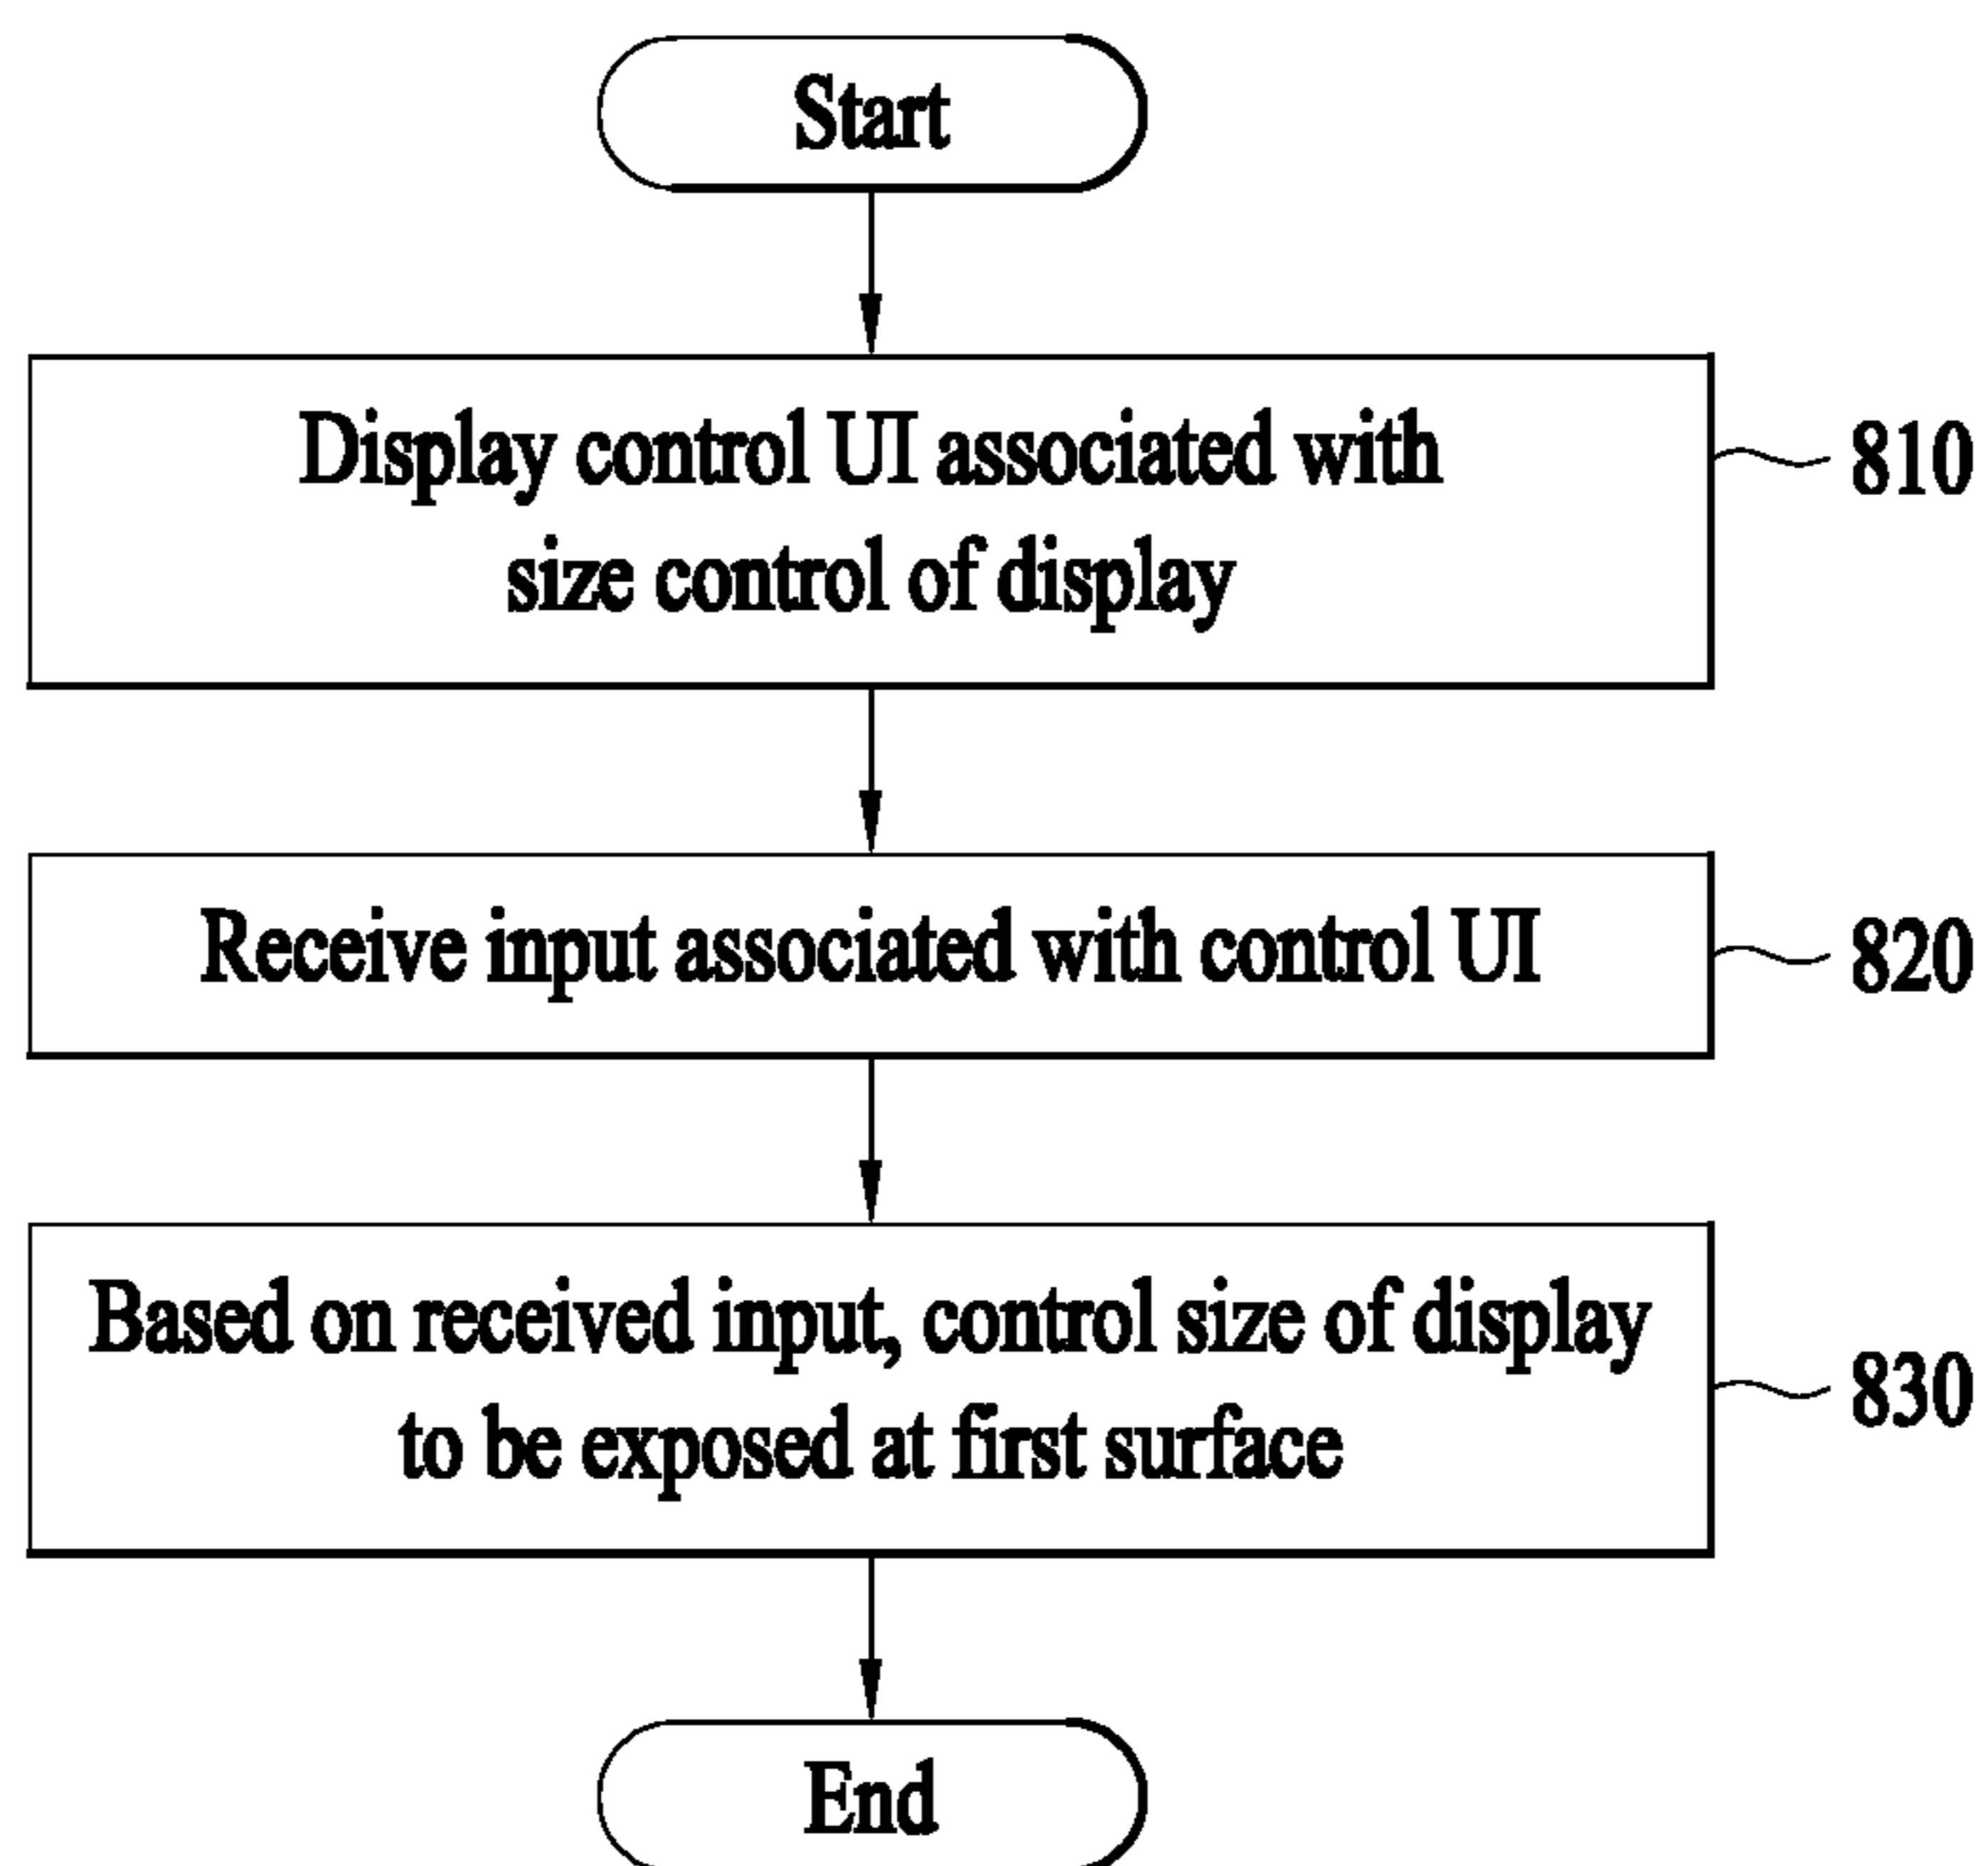 Start
Display control UI associated with
size control of display
810
Receive input associated with control UI
820
Based on received input, control size of display
to be exposed at first surface
830
End